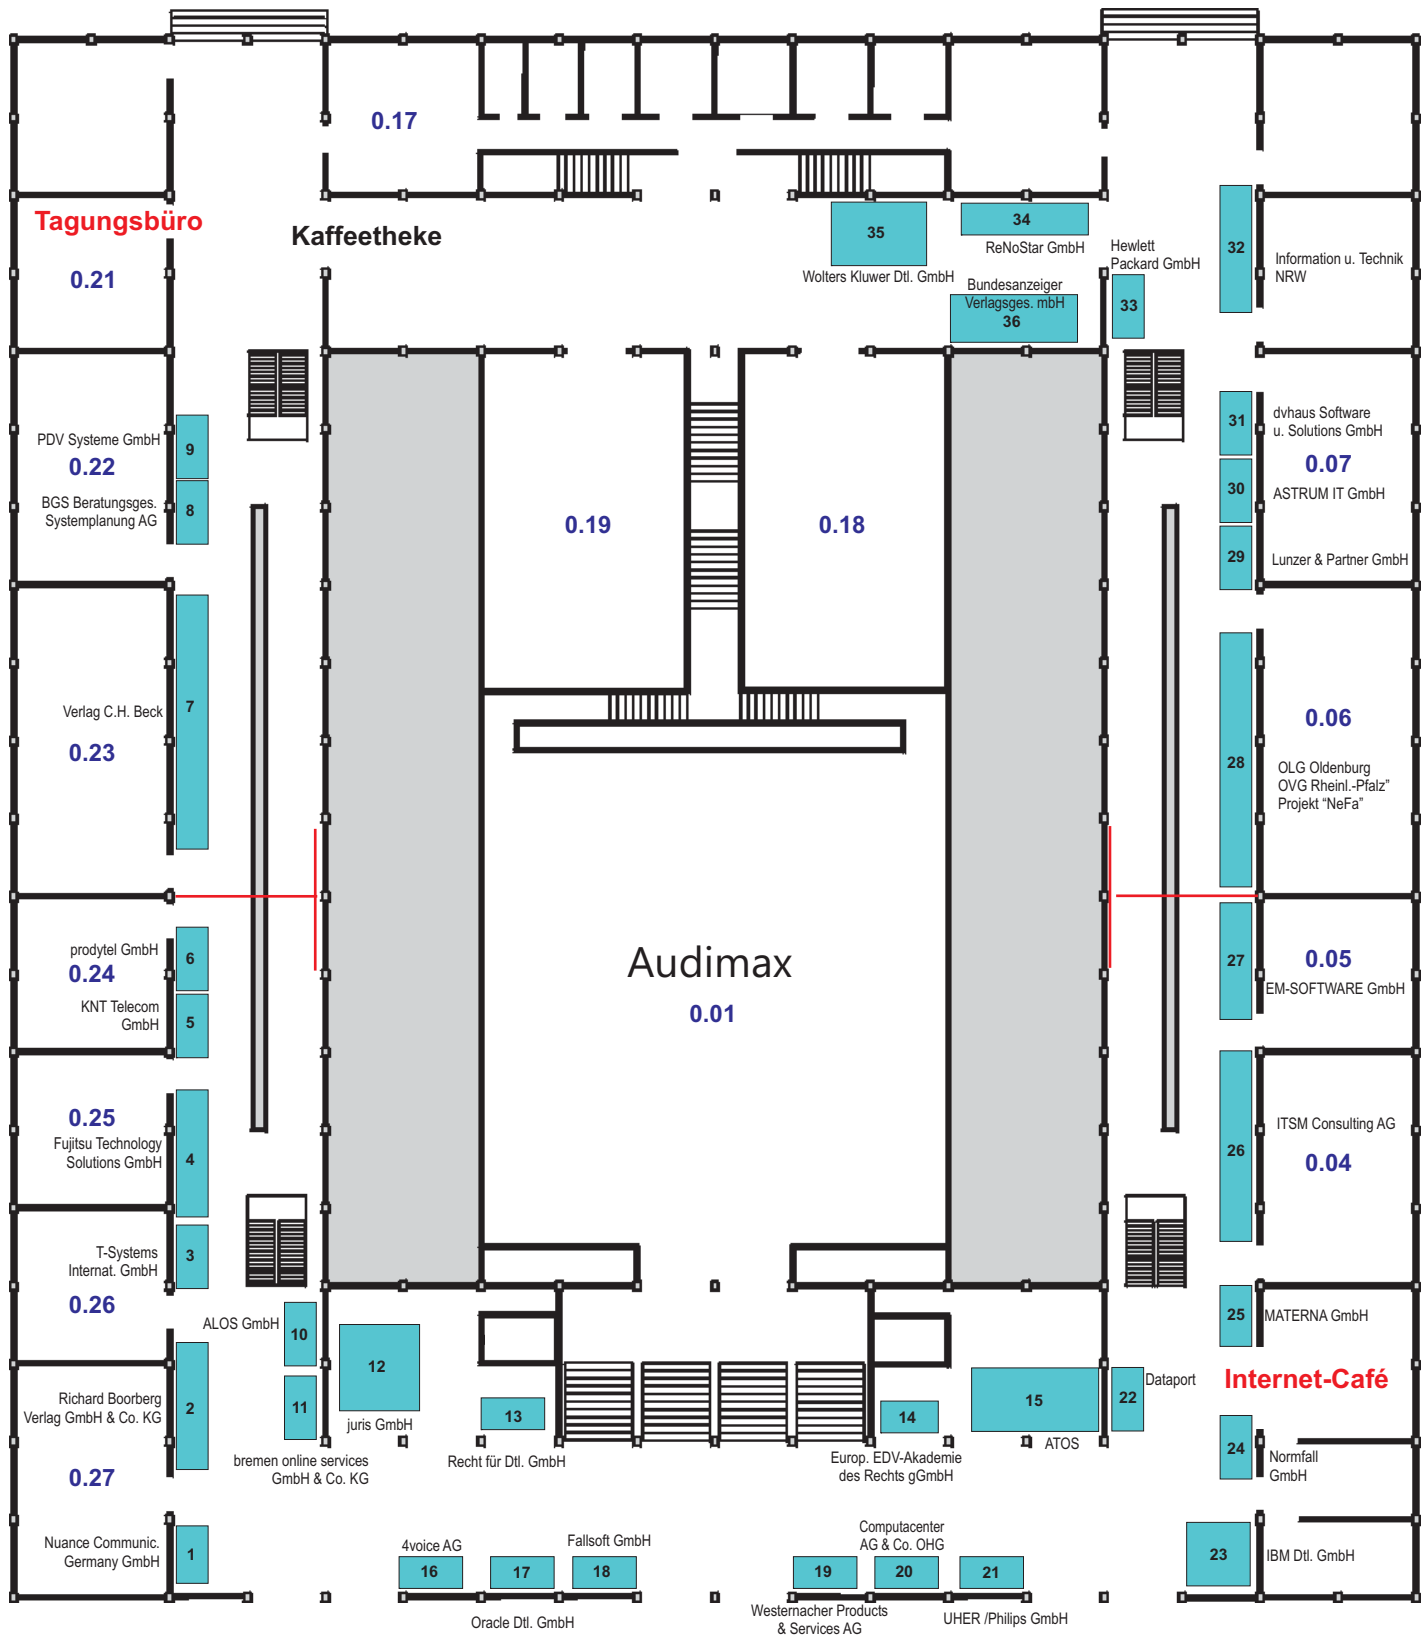 0.17
Tagungsbüro
Kaffeetheke
0.21
35
Wolters Kluwer Dtl. GmbH
34
ReNoStar GmbH
Hewlett
Packard GmbH
33
32
Information u. Technik
NRW
Bundesanzeiger
Verlagsges. mbH
36
PDV Systeme GmbH
9
0.22
BGS Beratungsges.
Systemplanung AG
8
31
dvhaus Software
u. Solutions GmbH
0.07
30
ASTRUM IT GmbH
29
Lunzer & Partner GmbH
0.19
0.18
Verlag C.H. Beck
7
0.23
0.06
28
OLG Oldenburg
OVG Rheinl.-Pfalz”
Projekt “NeFa”
prodytel GmbH
6
0.24
KNT Telecom
GmbH
5
Audimax
0.01
27
0.05
EM-SOFTWARE GmbH
0.25
Fujitsu Technology
Solutions GmbH
4
ITSM Consulting AG
26
0.04
T-Systems
Internat. GmbH
3
0.26
ALOS GmbH
10
12
juris GmbH
25
MATERNA GmbH
Internet-Café
Richard Boorberg
Verlag GmbH & Co. KG
2
11
bremen online services
GmbH & Co. KG
13
Recht für Dtl. GmbH
14
Europ. EDV-Akademie
des Rechts gGmbH
15
ATOS
22
Dataport
24
Normfall
GmbH
0.27
Nuance Communic.
Germany GmbH
1
4voice AG
16
17
Oracle Dtl. GmbH
Fallsoft GmbH
18
19
Westernacher Products
& Services AG
Computacenter
AG & Co. OHG
20
21
UHER /Philips GmbH
23
IBM Dtl. GmbH